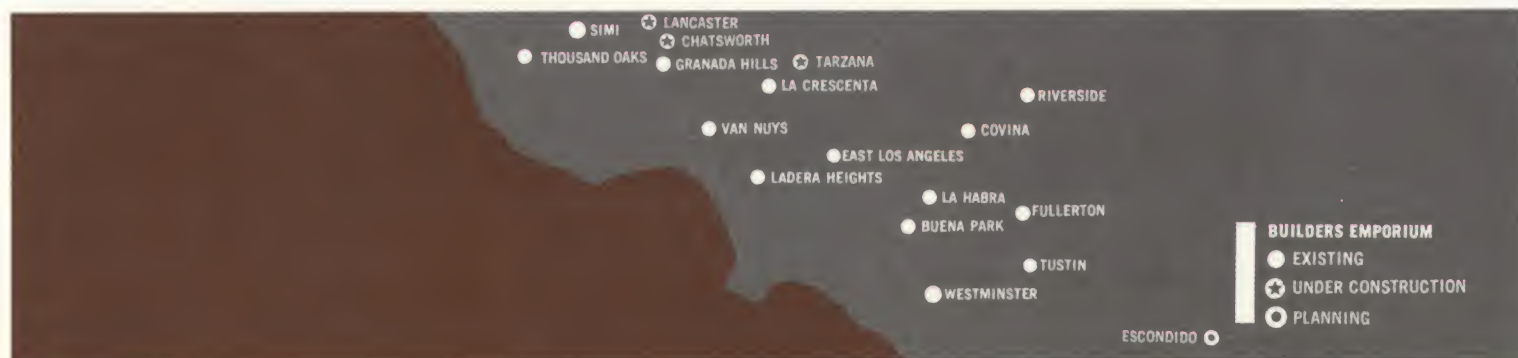 LANCASTER
SIMI
CHATSWORTH
THOUSAND OAKS
GRANADA HILLS
TARZANA
LA CRESCENTA
RIVERSIDE
VAN NUYS
COVINA
EAST LOS ANGELES
LADERA HEIGHTS
LA HABRA
FULLERTON
BUENA PARK
TUSTIN
WESTMINSTER
ESCONDIDO
BUILDERS EMPORIUM
EXISTING
UNDER CONSTRUCTION
PLANNING